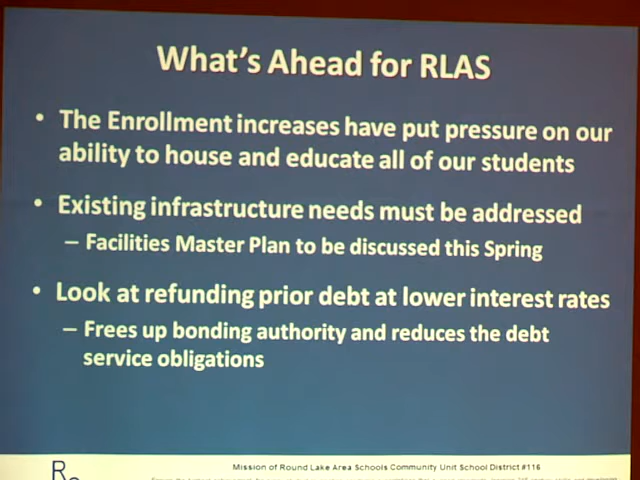 What's Ahead for RLAS
• The Enrollment increases have put pressure on our
ability to house and educate all of our students
• Existing infrastructure needs must be addressed
– Facilities Master Plan to be discussed this Spring
• Look at refunding prior debt at lower interest rates
– Frees up bonding authority and reduces the debt
service obligations
Mission of Round Lake Area Schools Community Unit School District #116
R